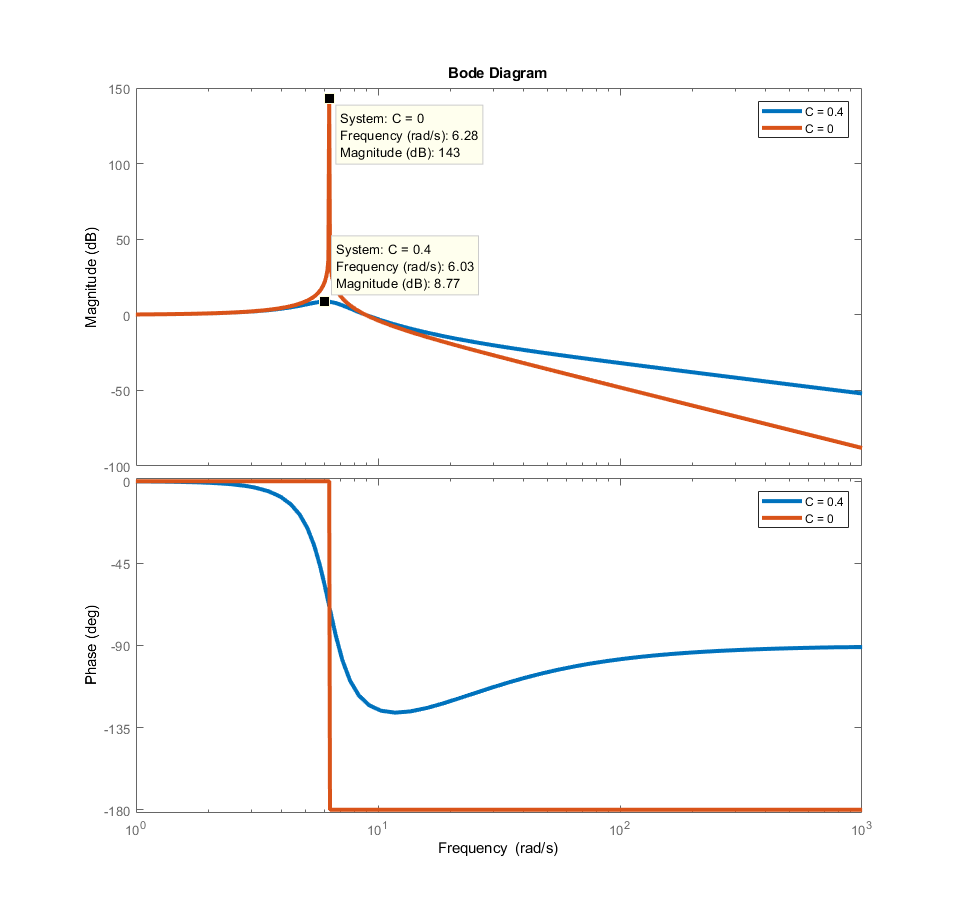 Bode Diagram
150
100
50
0
-50
-100
Magnitude (dB)
System: C = 0
Frequency (rad/s): 6.28
Magnitude (dB): 143
System: C = 0.4
Frequency (rad/s): 6.03
Magnitude (dB): 8.77
C = 0.4
C = 0
0
-45
-90
-135
-180
Phase (deg)
C = 0.4
C = 0
10^0 10^1 10^2 10^3
Frequency (rad/s)